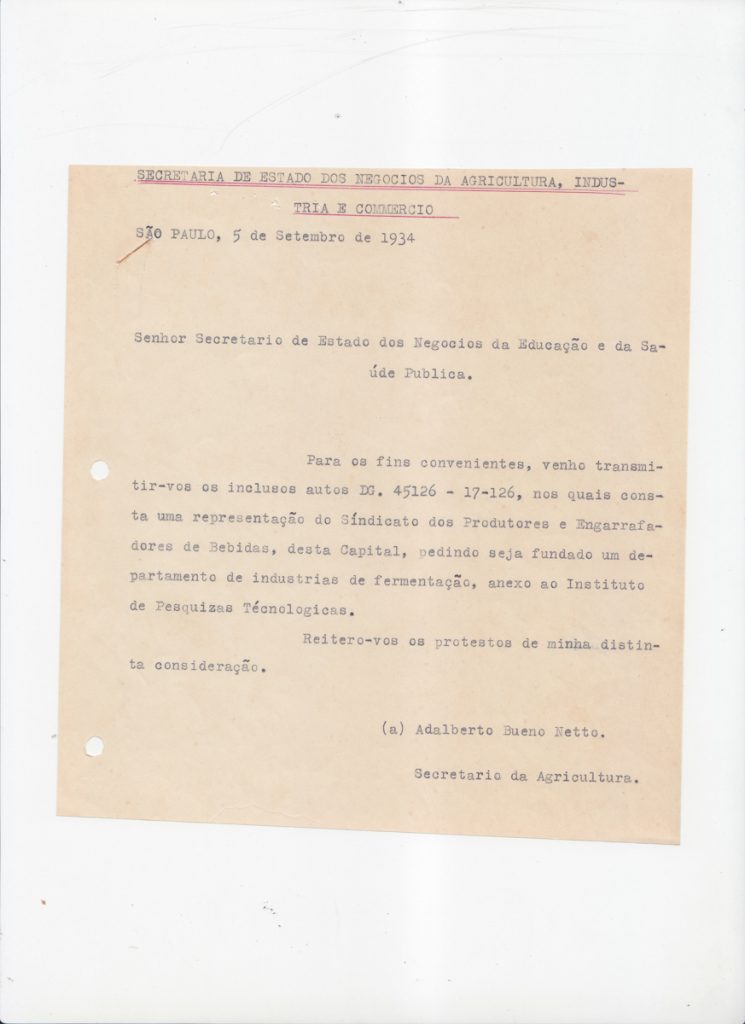 SECRETARIA DE ESTADO DOS NEGOCIOS DA AGRICULTURA, INDUS-
TRIA E COMMERCIO
SÃO PAULO, 5 de Setembro de 1934
Senhor Secretario de Estado dos Negocios da Educação e da Sa-
úde Publica.
Para os fins convenientes, venho transmi-
tir-vos os inclusos autos DG. 45126 - 17-126, nos quais cons-
ta uma representação do Síndicato dos Produtores e Engarrafa-
dores de Bebidas, desta Capital, pedindo seja fundado um de-
partamento de industrias de fermentação, anexo ao Instituto
de Pesquizas Técnologicas.
Reitero-vos os protestos de minha distin-
ta consideração.
(a) Adalberto Bueno Netto.
Secretario da Agricultura.